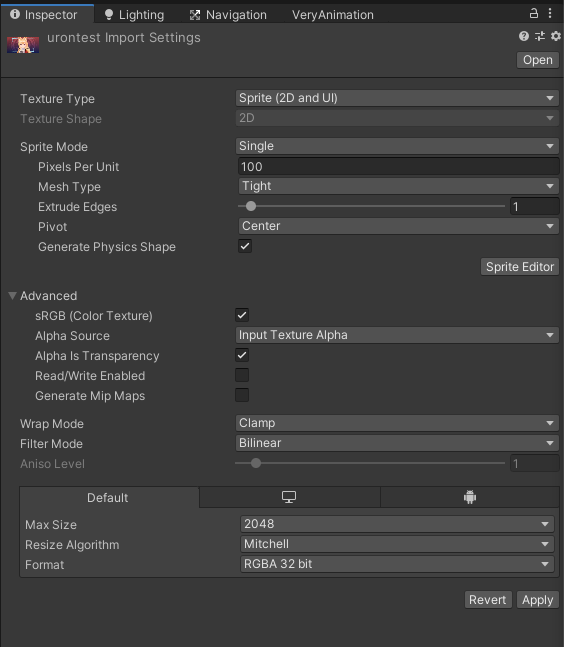 Inspector Lighting Navigation VeryAnimation
urontest Import Settings
Open
Texture Type Sprite (2D and UI)
Texture Shape 2D
Sprite Mode Single
Pixels Per Unit 100
Mesh Type Tight
Extrude Edges 1
Pivot Center
Generate Physics Shape
Sprite Editor
Advanced
sRGB (Color Texture)
Alpha Source Input Texture Alpha
Alpha Is Transparency
Read/Write Enabled
Generate Mip Maps
Wrap Mode Clamp
Filter Mode Bilinear
Aniso Level 1
Default
Max Size 2048
Resize Algorithm Mitchell
Format RGBA 32 bit
Revert Apply